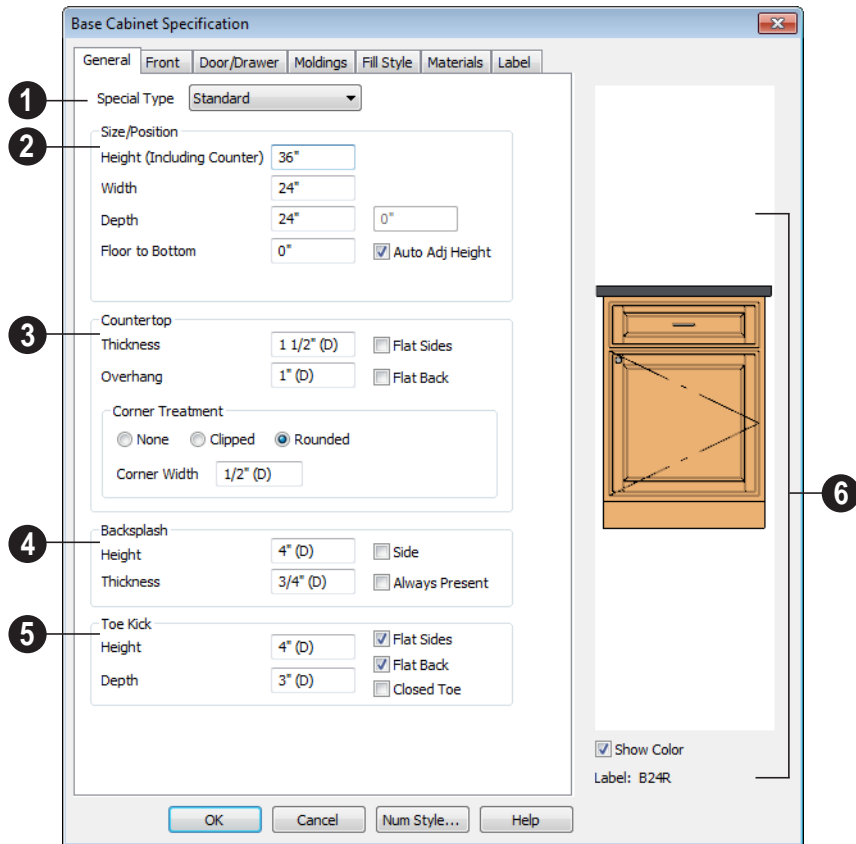 Base Cabinet Specification
General Front Door/Drawer Moldings Fill Style Materials Label
1 Special Type Standard
2 Size/Position
Height (Including Counter) 36"
Width 24"
Depth 24" 0"
Floor to Bottom 0" Auto Adj Height
3 Countertop
Thickness 1 1/2" (D) Flat Sides
Overhang 1" (D) Flat Back
Corner Treatment
None Clipped Rounded
Corner Width 1/2" (D)
4 Backsplash
Height 4" (D) Side
Thickness 3/4" (D) Always Present
5 Toe Kick
Height 4" (D) Flat Sides
Flat Back
Depth 3" (D) Closed Toe
6
Show Color
Label: B24R
OK Cancel Num Style... Help